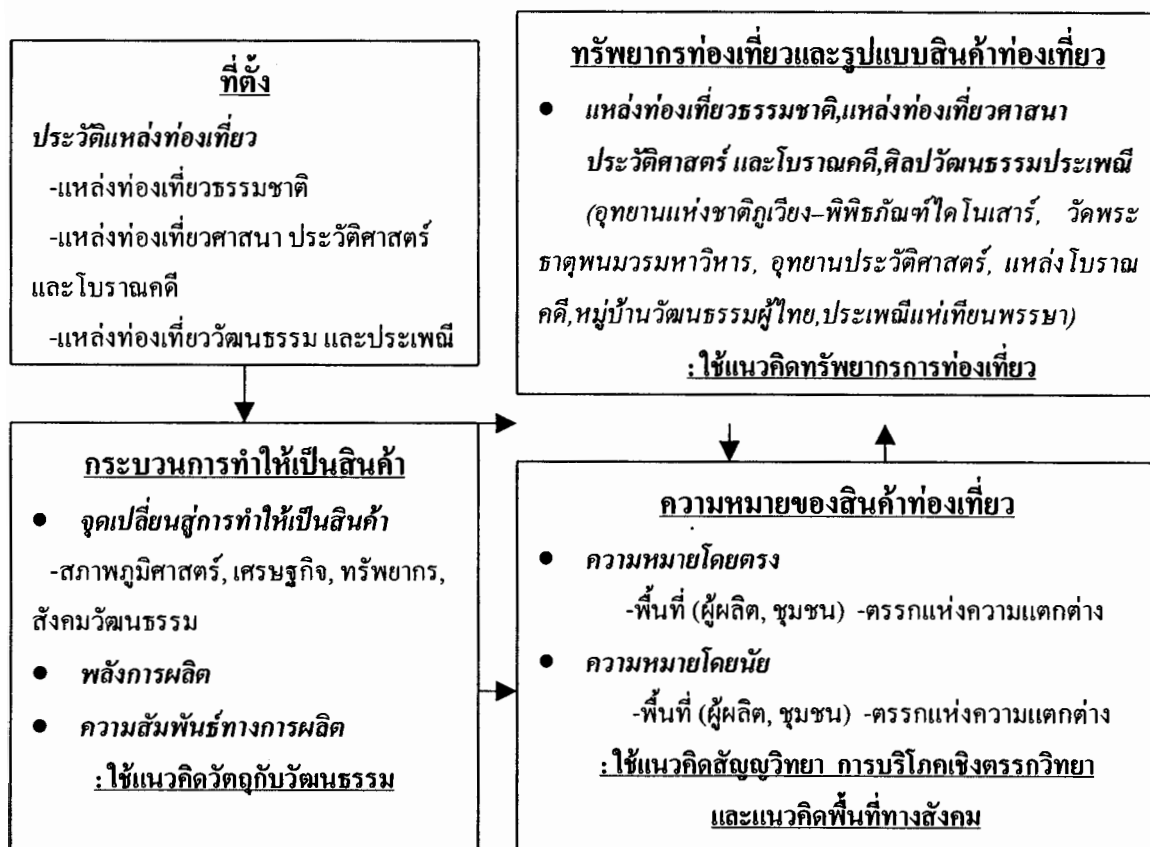 ที่ตั้ง
ประวัติแหล่งท่องเที่ยว
-แหล่งท่องเที่ยวธรรมชาติ
-แหล่งท่องเที่ยวศาสนา ประวัติศาสตร์
และโบราณคดี
-แหล่งท่องเที่ยววัฒนธรรม และประเพณี
ทรัพยากรท่องเที่ยวและรูปแบบสินค้าท่องเที่ยว
● แหล่งท่องเที่ยวธรรมชาติ,แหล่งท่องเที่ยวศาสนา
ประวัติศาสตร์ และโบราณคดี,ศิลปวัฒนธรรมประเพณี
(อุทยานแห่งชาติภูเวียง–พิพิธภัณฑ์ไดโนเสาร์, วัดพระ
ธาตุพนมวรมหาวิหาร, อุทยานประวัติศาสตร์, แหล่งโบราณ
คดี,หมู่บ้านวัฒนธรรมผู้ไทย,ประเพณีแห่เทียนพรรษา)
: ใช้แนวคิดทรัพยากรการท่องเที่ยว
กระบวนการทำให้เป็นสินค้า
● จุดเปลี่ยนสู่การทำให้เป็นสินค้า
-สภาพภูมิศาสตร์, เศรษฐกิจ, ทรัพยากร,
สังคมวัฒนธรรม
● พลังการผลิต
● ความสัมพันธ์ทางการผลิต
: ใช้แนวคิดวัตถุกับวัฒนธรรม
ความหมายของสินค้าท่องเที่ยว
● ความหมายโดยตรง
-พื้นที่ (ผู้ผลิต, ชุมชน) -ตรรกแห่งความแตกต่าง
● ความหมายโดยนัย
-พื้นที่ (ผู้ผลิต, ชุมชน) -ตรรกแห่งความแตกต่าง
: ใช้แนวคิดสัญญวิทยา การบริโภคเชิงตรรกวิทยา
และแนวคิดพื้นที่ทางสังคม